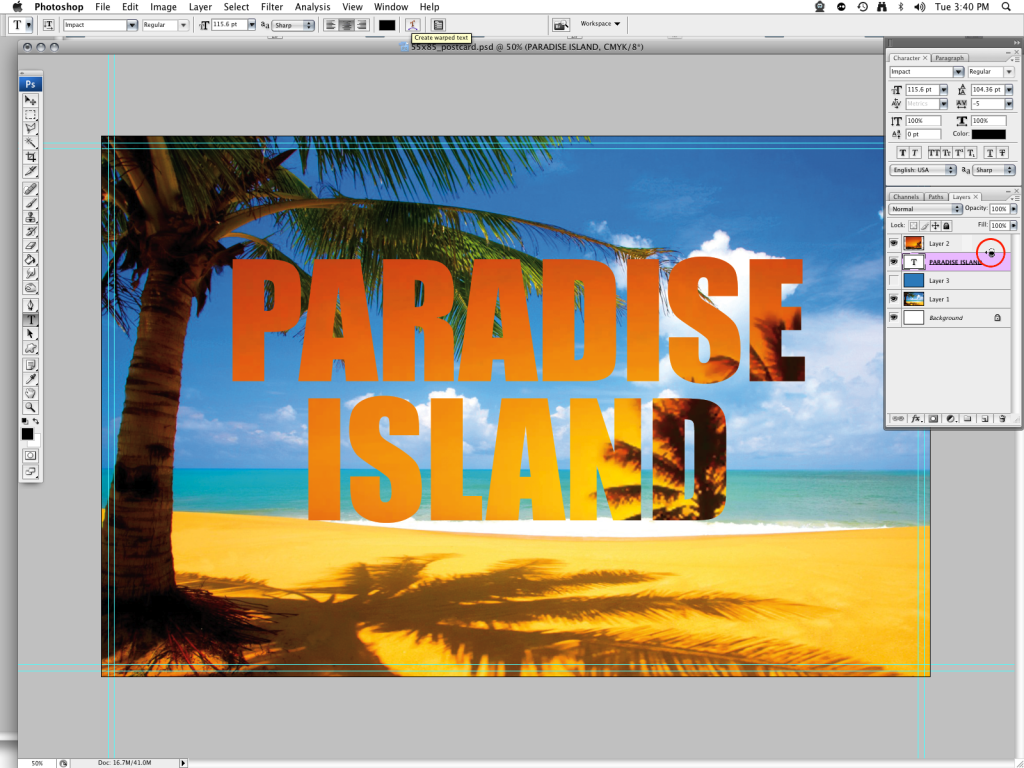 Photoshop File Edit Image Layer Select Filter Analysis View Window Help Tue 3:40 PM
T T Impact Regular T 115.6 pt aa Sharp Workspace
Create warped text
55x85_postcard.psd @ 50% (PARADISE ISLAND, CMYK/8*)
Ps
PARADISE
ISLAND
Character × Paragraph
Impact Regular
115.6 pt 104.36 pt
Metrics -5
100% 100%
0 pt Color:
T T TT Tr T¹ T₁ T T
English: USA aa Sharp
Channels Paths Layers ×
Normal Opacity: 100%
Lock: Fill: 100%
Layer 2
T PARADISE ISLAND
Layer 3
Layer 1
Background
fx
50% Doc: 16.7M/41.0M